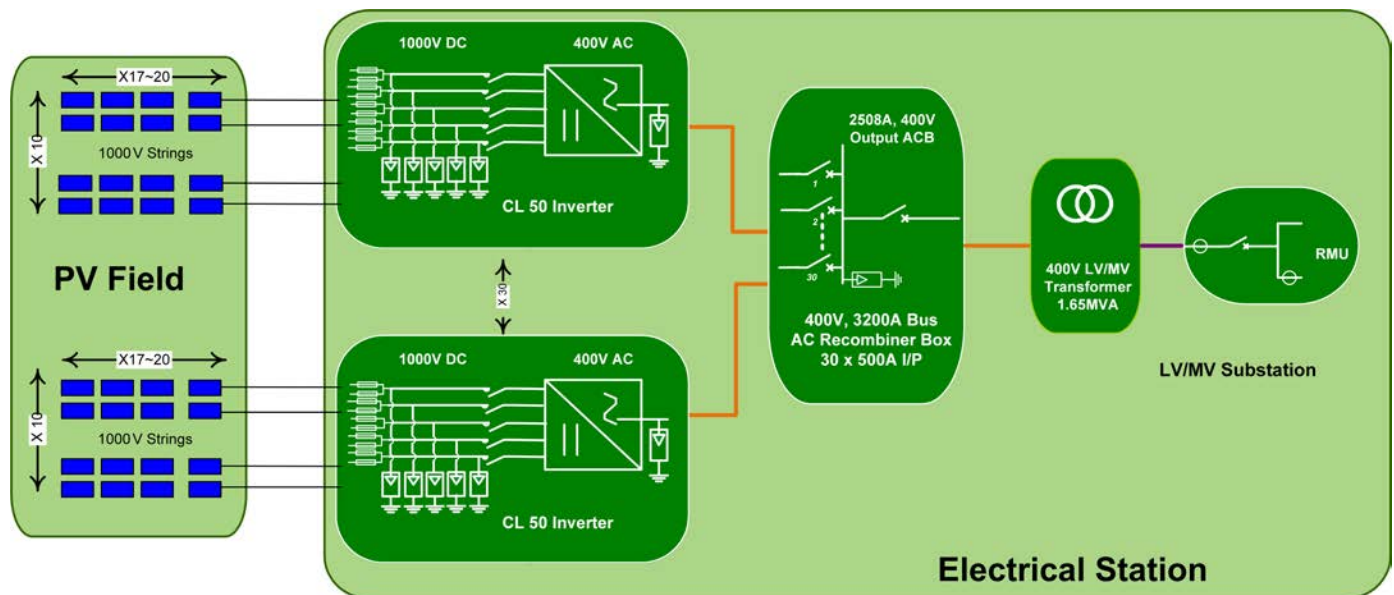 X17~20
X 10
1000V Strings
PV Field
X17~20
X 10
1000V Strings
1000V DC 400V AC
CL 50 Inverter
X 30
1000V DC 400V AC
CL 50 Inverter
2508A, 400V
Output ACB
1
2
30
400V, 3200A Bus
AC Recombiner Box
30 x 500A I/P
400V LV/MV
Transformer
1.65MVA
RMU
LV/MV Substation
Electrical Station